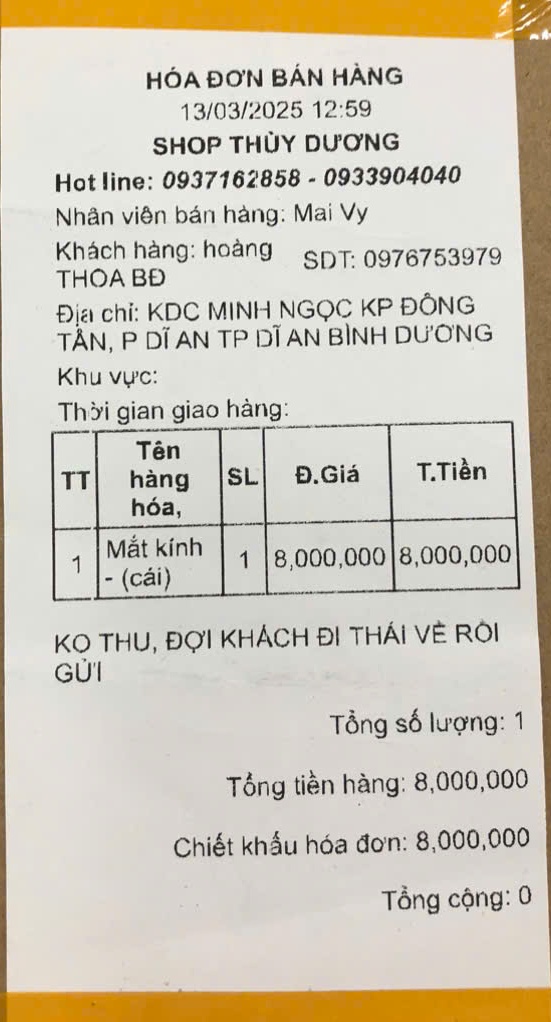 HÓA ĐƠN BÁN HÀNG
13/03/2025 12:59
SHOP THÙY DƯƠNG
Hot line: 0937162858 - 0933904040
Nhân viên bán hàng: Mai Vy
Khách hàng: hoàng THOA BĐ
SDT: 0976753979
Địa chỉ: KDC MINH NGỌC KP ĐÔNG
TÂN, P DĨ AN TP DĨ AN BÌNH DƯƠNG
Khu vực:
Thời gian giao hàng:
TT Tên hàng hóa, SL Đ.Giá T.Tiền
1 Mắt kính - (cái) 1 8,000,000 8,000,000
KO THU, ĐỢI KHÁCH ĐI THÁI VỀ RỒI
GỬI
Tổng số lượng: 1
Tổng tiền hàng: 8,000,000
Chiết khấu hóa đơn: 8,000,000
Tổng cộng: 0